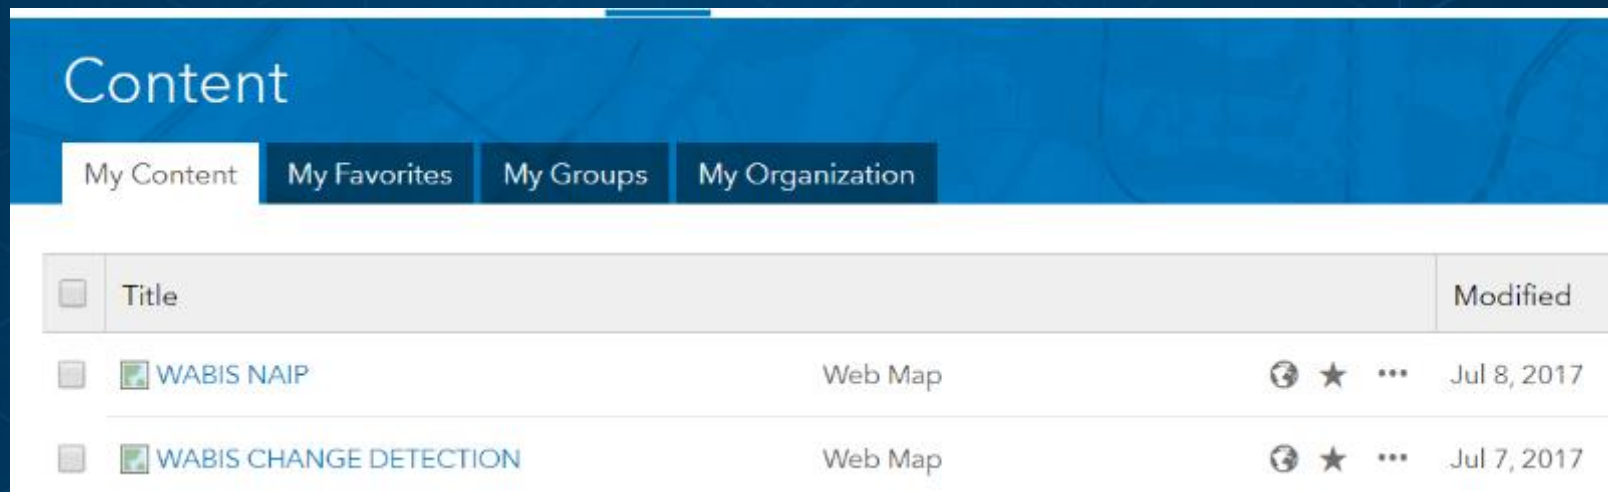 Content
My Content My Favorites My Groups My Organization
Title Modified
WABIS NAIP Web Map ••• Jul 8, 2017
WABIS CHANGE DETECTION Web Map ••• Jul 7, 2017